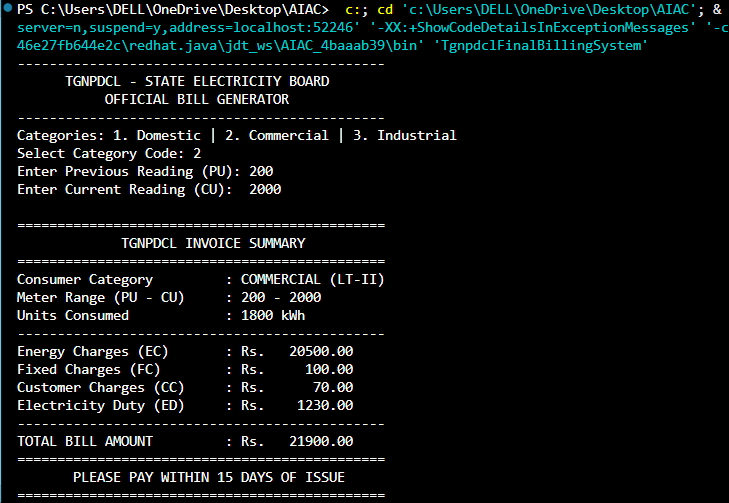 PS C:\Users\DELL\OneDrive\Desktop\AIAC>  c:; cd 'c:\Users\DELL\OneDrive\Desktop\AIAC'; &
server=n,suspend=y,address=localhost:52246' '-XX:+ShowCodeDetailsInExceptionMessages' '-c
46e27fb644e2c\redhat.java\jdt_ws\AIAC_4baaab39\bin' 'TgnpdclFinalBillingSystem'
----------------------------------------------
      TGNPDCL - STATE ELECTRICITY BOARD
           OFFICIAL BILL GENERATOR
----------------------------------------------
Categories: 1. Domestic | 2. Commercial | 3. Industrial
Select Category Code: 2
Enter Previous Reading (PU): 200
Enter Current Reading (CU):  2000

==============================================
             TGNPDCL INVOICE SUMMARY
==============================================
Consumer Category         : COMMERCIAL (LT-II)
Meter Range (PU - CU)     : 200 - 2000
Units Consumed            : 1800 kWh
----------------------------------------------
Energy Charges (EC)       : Rs.   20500.00
Fixed Charges (FC)        : Rs.     100.00
Customer Charges (CC)     : Rs.      70.00
Electricity Duty (ED)     : Rs.    1230.00
----------------------------------------------
TOTAL BILL AMOUNT         : Rs.   21900.00
==============================================
       PLEASE PAY WITHIN 15 DAYS OF ISSUE
==============================================